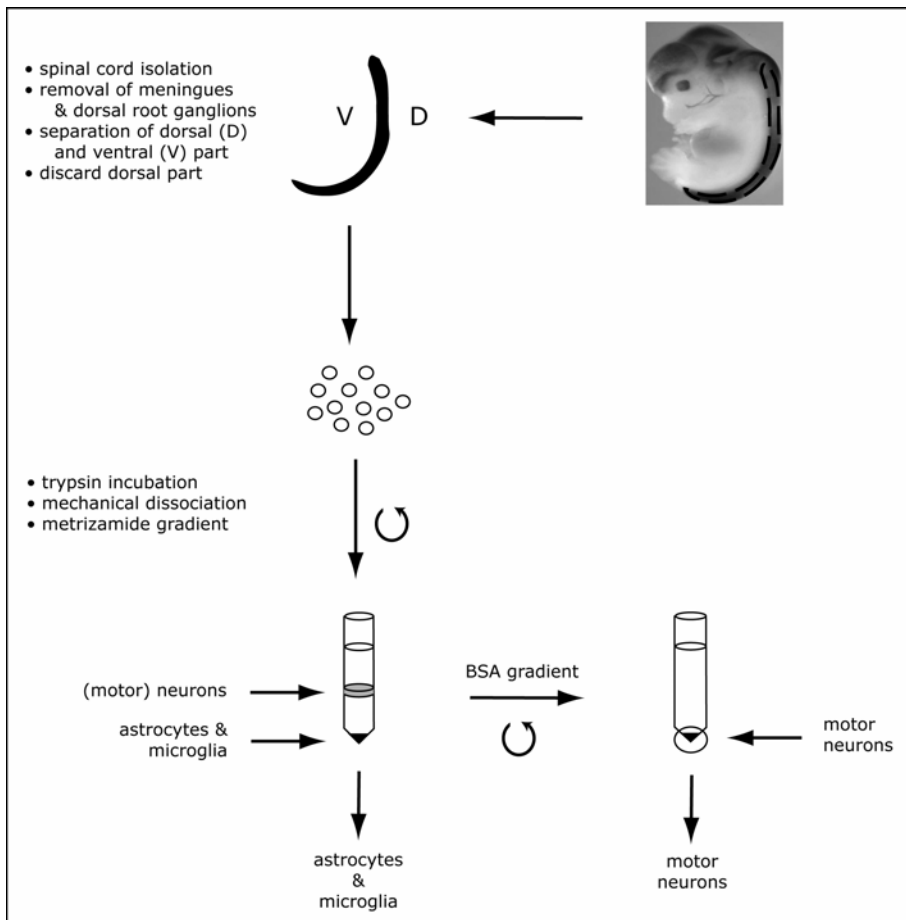 • spinal cord isolation
• removal of meningues
& dorsal root ganglions
• separation of dorsal (D)
and ventral (V) part
• discard dorsal part
V
D
• trypsin incubation
• mechanical dissociation
• metrizamide gradient
(motor) neurons
astrocytes &
microglia
BSA gradient
motor
neurons
astrocytes
&
microglia
motor
neurons